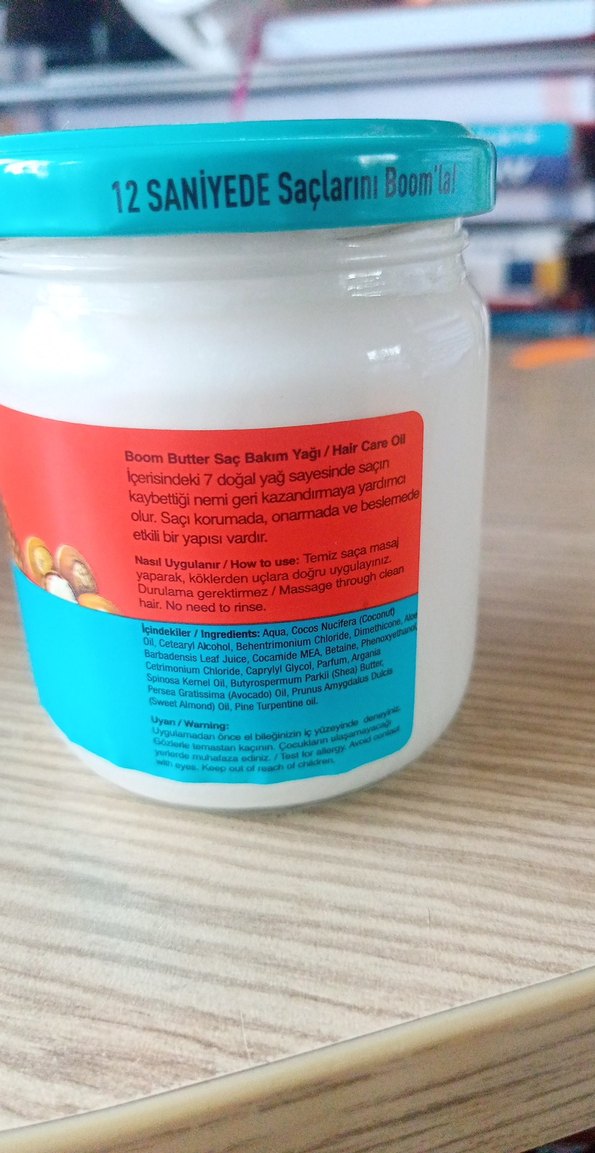 12 SANİYEDE Saçlarını Boom'la!
Boom Butter Saç Bakım Yağı / Hair Care Oil
İçerisindeki 7 doğal yağ sayesinde saçın
kaybettiği nemi geri kazandırmaya yardımcı
olur. Saçı korumada, onarmada ve beslemede
etkili bir yapısı vardır.
Nasıl Uygulanır / How to use: Temiz saça masaj
yaparak, köklerden uçlara doğru uygulayınız.
Durulama gerektirmez / Massage through clean
hair. No need to rinse.
İçindekiler / Ingredients: Aqua, Cocos Nucifera (Coconut)
Oil, Cetearyl Alcohol, Behentrimonium Chloride, Dimethicone, Aloe
Barbadensis Leaf Juice, Cocamide MEA, Betaine, Phenoxyethanol,
Cetrimonium Chloride, Caprylyl Glycol, Parfum, Argania
Spinosa Kernel Oil, Butyrospermum Parkii (Shea) Butter,
Persea Gratissima (Avocado) Oil, Prunus Amygdalus Dulcis
(Sweet Almond) Oil, Pine Turpentine oil.
Uyarı / Warning:
Uygulamadan önce el bileğinizin iç yüzeyinde deneyiniz.
Gözlerle temastan kaçının. Çocukların ulaşamayacağı
yerlerde muhafaza ediniz. / Test for allergy. Avoid contact
with eyes. Keep out of reach of children.